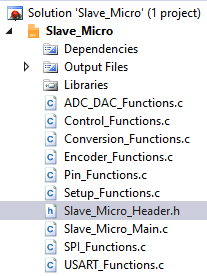 Solution 'Slave_Micro' (1 project)
Slave_Micro
Dependencies
Output Files
Libraries
ADC_DAC_Functions.c
Control_Functions.c
Conversion_Functions.c
Encoder_Functions.c
Pin_Functions.c
Setup_Functions.c
Slave_Micro_Header.h
Slave_Micro_Main.c
SPI_Functions.c
USART_Functions.c